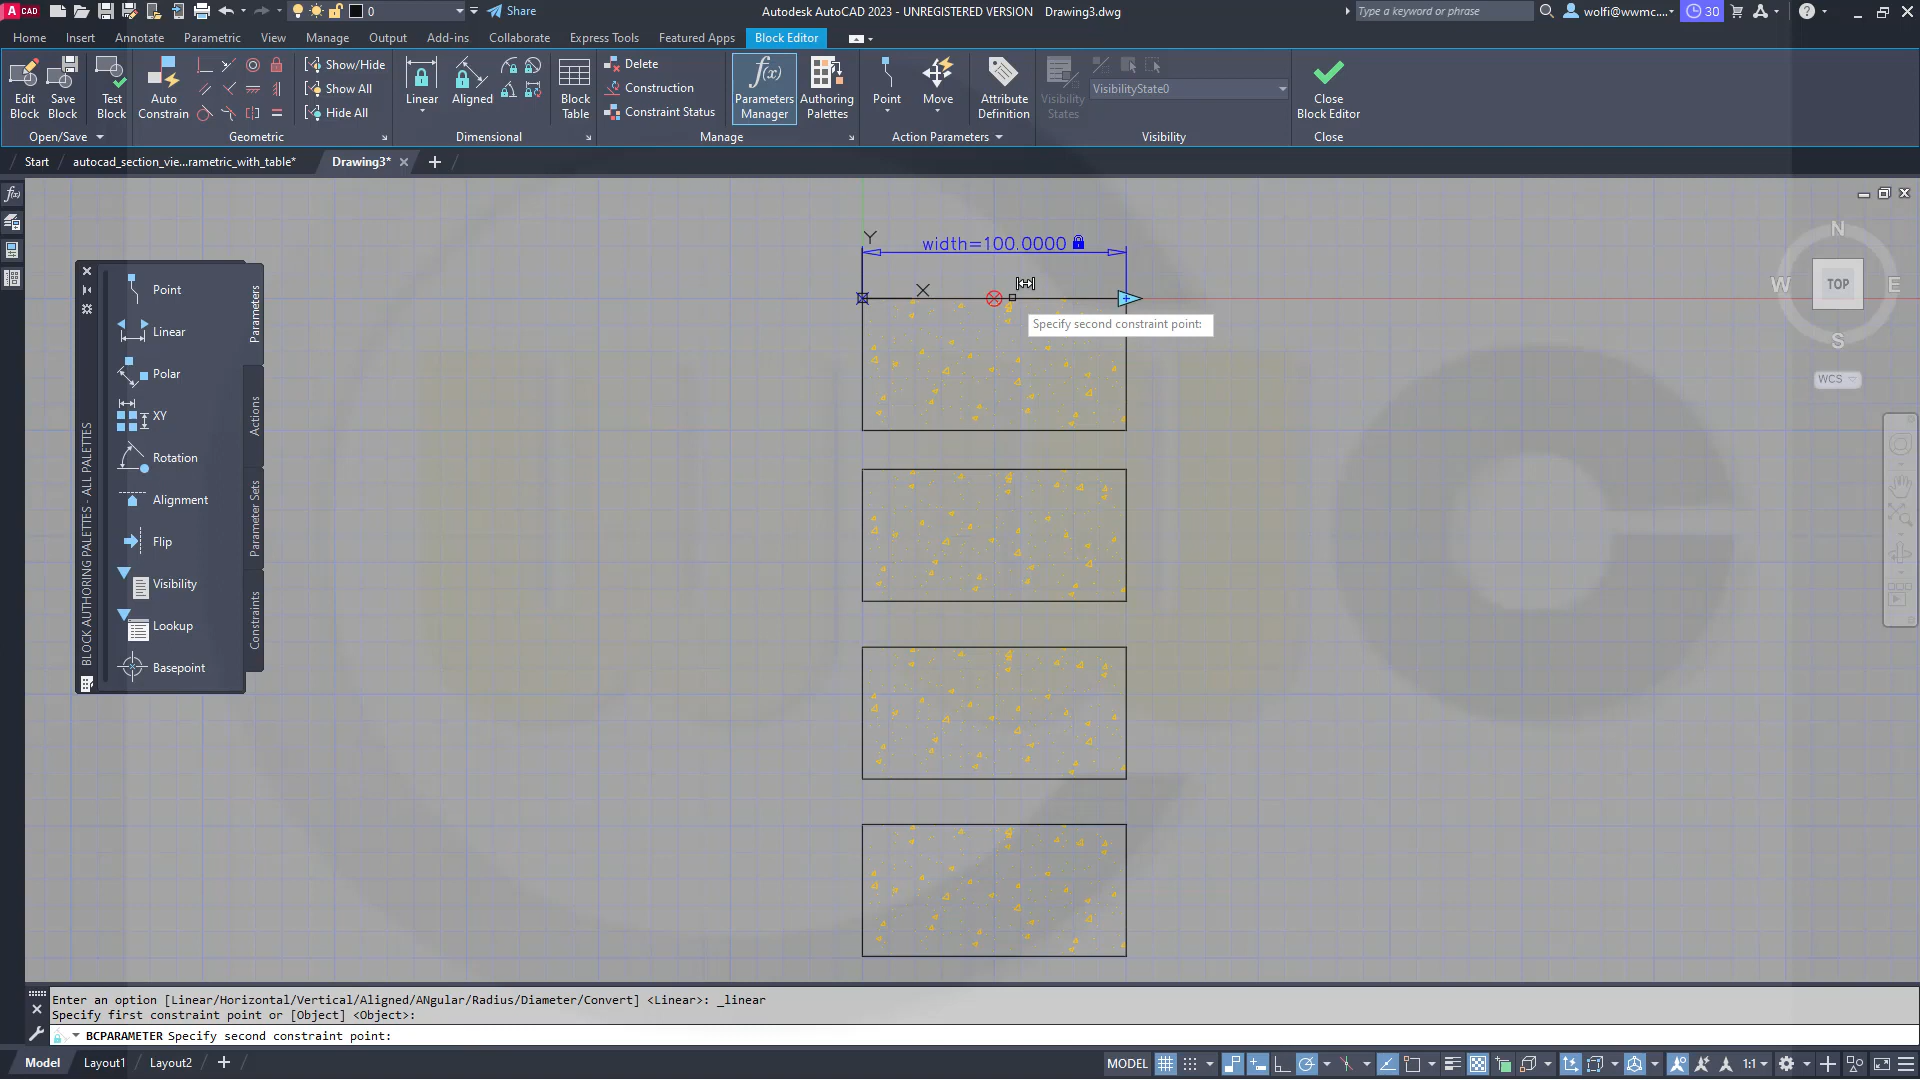 A CAD
0
Share
Autodesk AutoCAD 2023 - UNREGISTERED VERSION Drawing3.dwg
Type a keyword or phrase
wolfi@wwmc....
30
Home Insert Annotate Parametric View Manage Output Add-ins Collaborate Express Tools Featured Apps Block Editor
Edit Block
Save Block
Test Block
Auto Constrain
Show/Hide
Show All
Hide All
Linear
Aligned
Block Table
Delete
Construction
Constraint Status
Parameters Manager
Authoring Palettes
Point
Move
Attribute Definition
Visibility States
VisibilityState0
Close Block Editor
Open/Save
Geometric
Dimensional
Manage
Action Parameters
Visibility
Close
Start
autocad_section_vie...rametric_with_table*
Drawing3*
Y
X
width=100.0000
Specify second constraint point:
N
W
TOP
E
S
WCS
BLOCK AUTHORING PALETTES - ALL PALETTES
Point
Linear
Polar
XY
Rotation
Alignment
Flip
Visibility
Lookup
Basepoint
Parameters
Actions
Parameter Sets
Constraints
Enter an option [Linear/Horizontal/Vertical/Aligned/ANgular/Radius/Diameter/Convert] <Linear>: _linear
Specify first constraint point or [Object] <Object>:
BCPARAMETER Specify second constraint point:
Model
Layout1
Layout2
MODEL
1:1